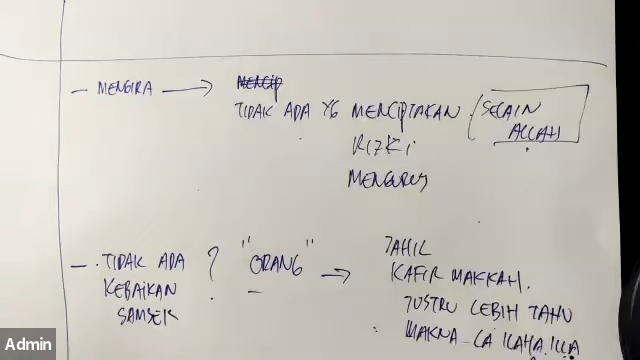 - MENGIRA → MENCIP
TIDAK ADA YG MENCIPTAKAN SELAIN ALLAH
RIZKI
MENGURUS
- TIDAK ADA KEBAIKAN SAMSEK ? "ORANG" → JAHIL
KAFIR MAKKAH.
JUSTRU LEBIH TAHU
MAKNA LA ILAHA ILLA
Admin